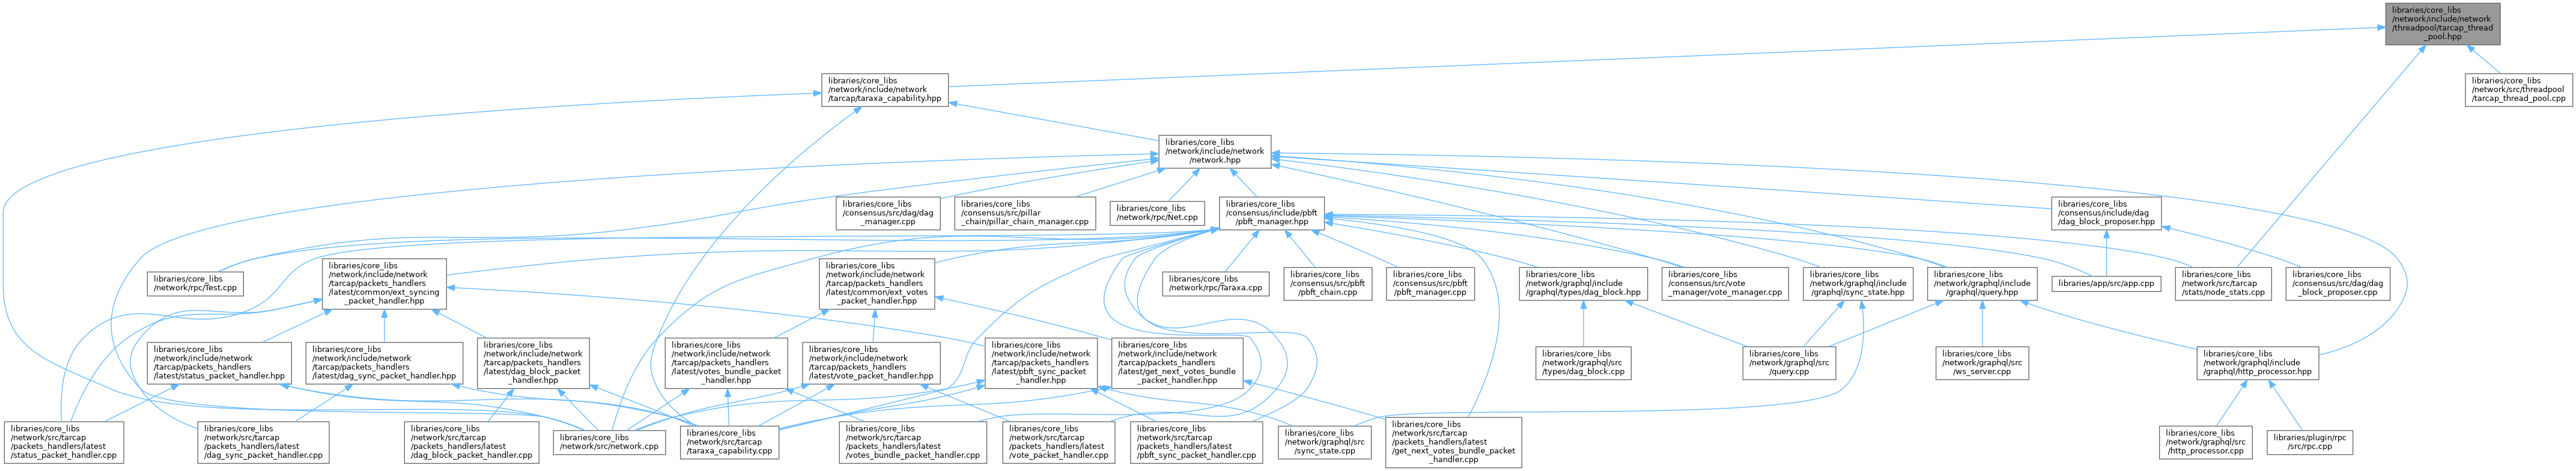 libraries/core_libs
/network/include/network
/threadpool/tarcap_thread
_pool.hpp
libraries/core_libs
/network/include/network
/tarcap/taraxa_capability.hpp
libraries/core_libs
/network/src/threadpool
/tarcap_thread_pool.cpp
libraries/core_libs
/network/include/network
/network.hpp
libraries/core_libs
/consensus/src/dag/dag
_manager.cpp
libraries/core_libs
/consensus/src/pillar
_chain/pillar_chain_manager.cpp
libraries/core_libs
/network/rpc/Net.cpp
libraries/core_libs
/consensus/include/pbft
/pbft_manager.hpp
libraries/core_libs
/consensus/include/dag
/dag_block_proposer.hpp
libraries/core_libs
/network/rpc/Test.cpp
libraries/core_libs
/network/include/network
/tarcap/packets_handlers
/latest/common/ext_syncing
_packet_handler.hpp
libraries/core_libs
/network/include/network
/tarcap/packets_handlers
/latest/common/ext_votes
_packet_handler.hpp
libraries/core_libs
/network/rpc/Taraxa.cpp
libraries/core_libs
/consensus/src/pbft
/pbft_chain.cpp
libraries/core_libs
/consensus/src/pbft
/pbft_manager.cpp
libraries/core_libs
/network/graphql/include
/graphql/types/dag_block.hpp
libraries/core_libs
/consensus/src/vote
_manager/vote_manager.cpp
libraries/core_libs
/network/graphql/include
/graphql/sync_state.hpp
libraries/core_libs
/network/graphql/include
/graphql/query.hpp
libraries/app/src/app.cpp
libraries/core_libs
/network/src/tarcap
/stats/node_stats.cpp
libraries/core_libs
/consensus/src/dag/dag
_block_proposer.cpp
libraries/core_libs
/network/include/network
/tarcap/packets_handlers
/latest/status_packet_handler.hpp
libraries/core_libs
/network/include/network
/tarcap/packets_handlers
/latest/dag_sync_packet_handler.hpp
libraries/core_libs
/network/include/network
/tarcap/packets_handlers
/latest/dag_block_packet
_handler.hpp
libraries/core_libs
/network/include/network
/tarcap/packets_handlers
/latest/votes_bundle_packet
_handler.hpp
libraries/core_libs
/network/include/network
/tarcap/packets_handlers
/latest/vote_packet_handler.hpp
libraries/core_libs
/network/include/network
/tarcap/packets_handlers
/latest/pbft_sync_packet
_handler.hpp
libraries/core_libs
/network/include/network
/tarcap/packets_handlers
/latest/get_next_votes_bundle
_packet_handler.hpp
libraries/core_libs
/network/graphql/src
/types/dag_block.cpp
libraries/core_libs
/network/graphql/src
/query.cpp
libraries/core_libs
/network/graphql/src
/ws_server.cpp
libraries/core_libs
/network/graphql/include
/graphql/http_processor.hpp
libraries/core_libs
/network/src/tarcap
/packets_handlers/latest
/status_packet_handler.cpp
libraries/core_libs
/network/src/tarcap
/packets_handlers/latest
/dag_sync_packet_handler.cpp
libraries/core_libs
/network/src/tarcap
/packets_handlers/latest
/dag_block_packet_handler.cpp
libraries/core_libs
/network/src/network.cpp
libraries/core_libs
/network/src/tarcap
/taraxa_capability.cpp
libraries/core_libs
/network/src/tarcap
/packets_handlers/latest
/votes_bundle_packet_handler.cpp
libraries/core_libs
/network/src/tarcap
/packets_handlers/latest
/vote_packet_handler.cpp
libraries/core_libs
/network/src/tarcap
/packets_handlers/latest
/pbft_sync_packet_handler.cpp
libraries/core_libs
/network/graphql/src
/sync_state.cpp
libraries/core_libs
/network/src/tarcap
/packets_handlers/latest
/get_next_votes_bundle_packet
_handler.cpp
libraries/core_libs
/network/graphql/src
/http_processor.cpp
libraries/plugin/rpc
/src/rpc.cpp